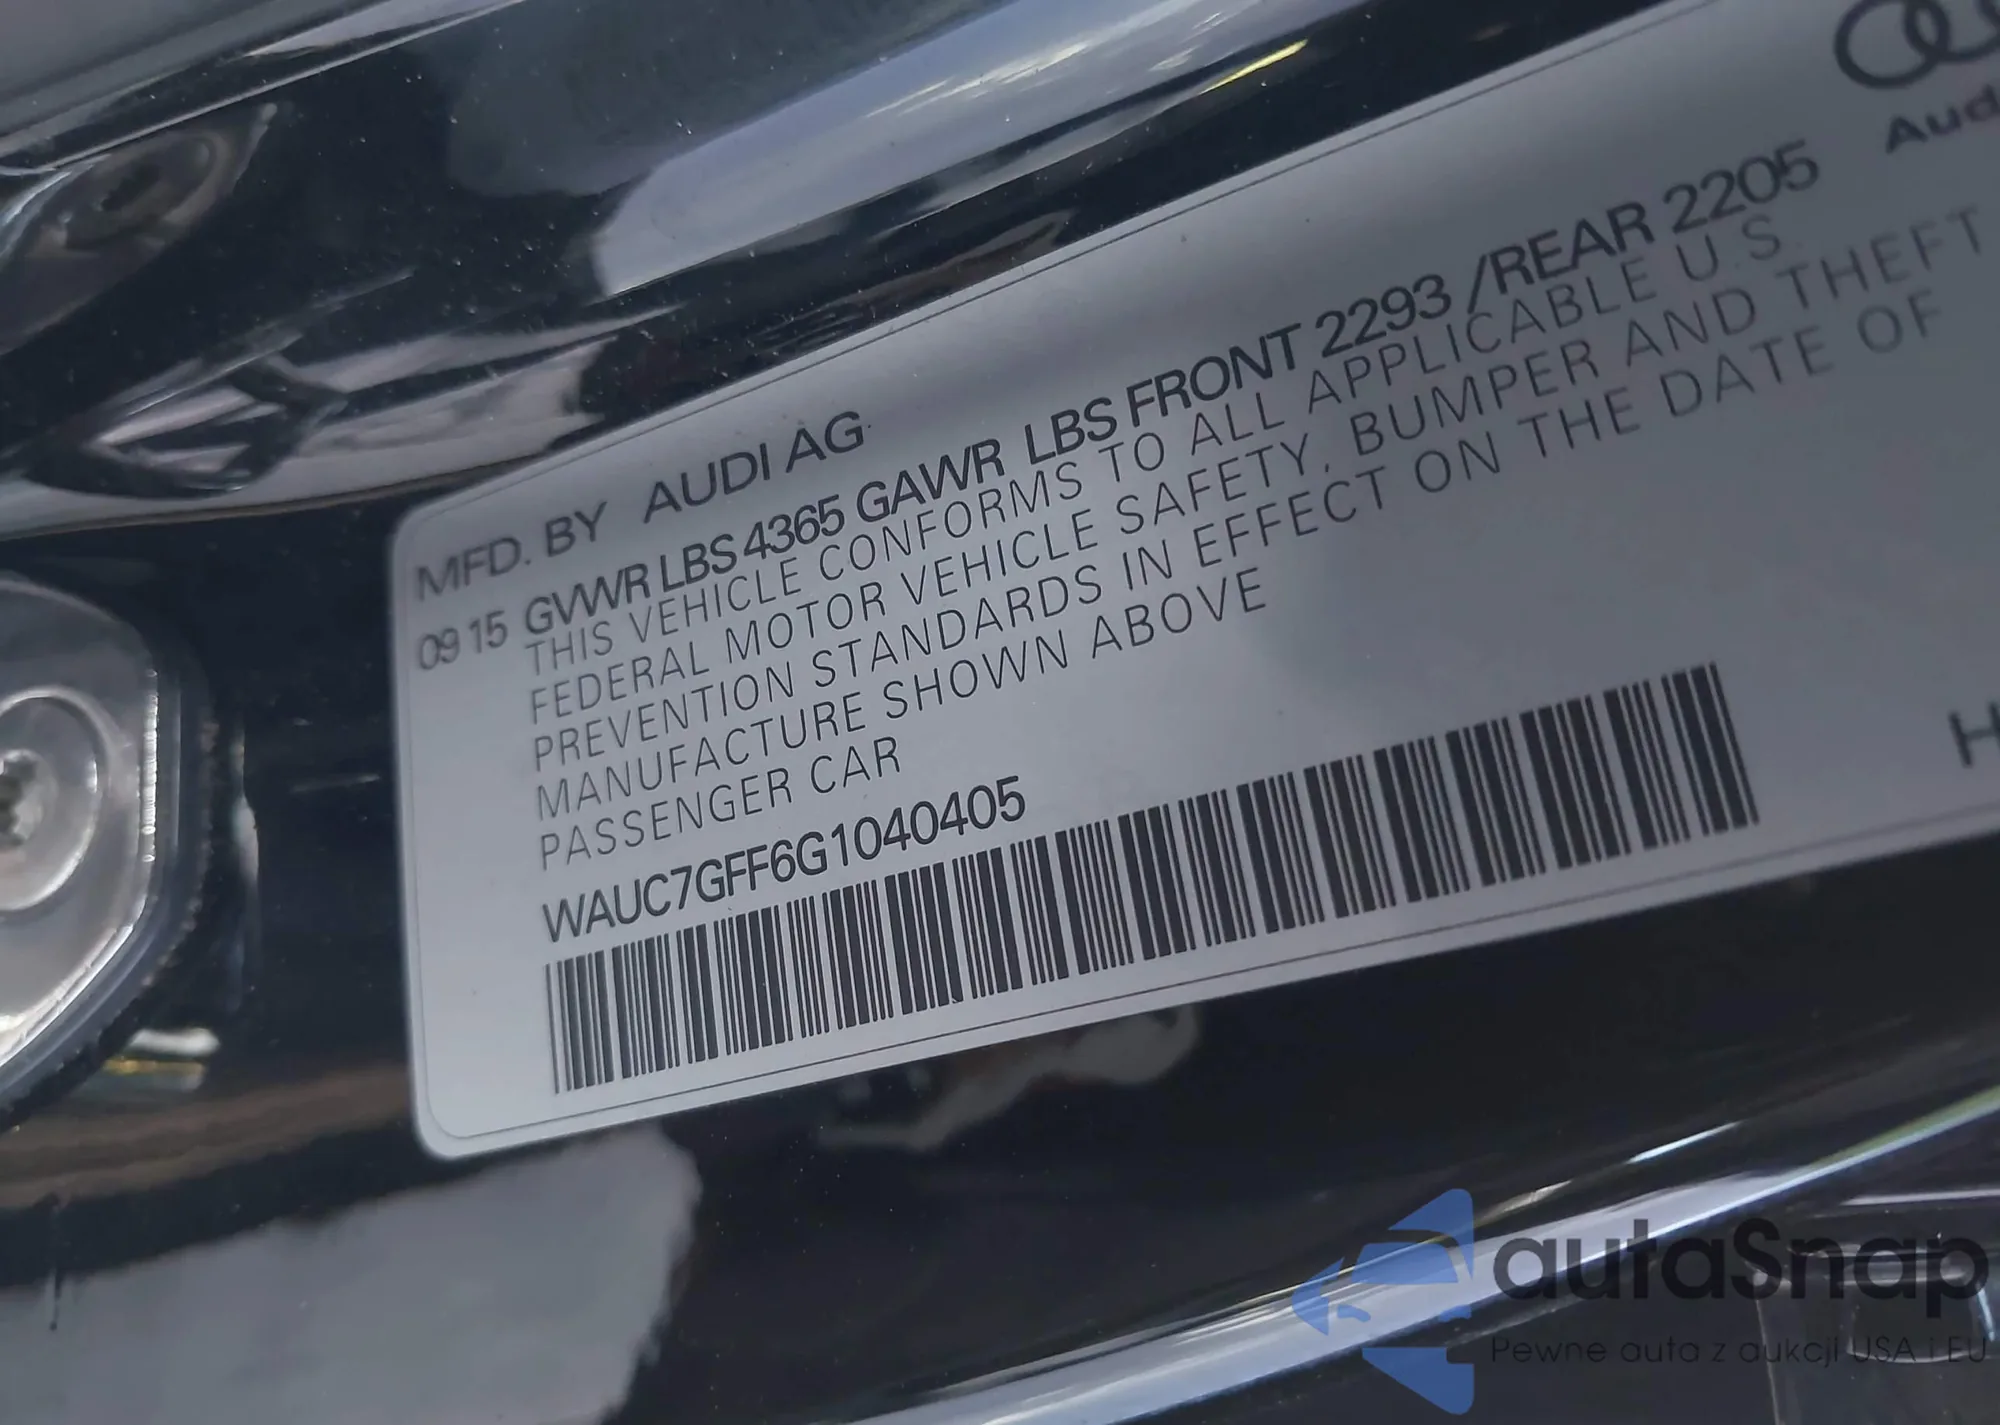 Aud
MFD. BY AUDI AG
09 15 GVWR LBS 4365 GAWR LBS FRONT 2293 /REAR 2205
THIS VEHICLE CONFORMS TO ALL APPLICABLE U.S.
FEDERAL MOTOR VEHICLE SAFETY, BUMPER AND THEFT
PREVENTION STANDARDS IN EFFECT ON THE DATE OF
MANUFACTURE SHOWN ABOVE
PASSENGER CAR
WAUC7GFF6G1040405
H
autaSnap
Pewne auta z aukcji USA i EU